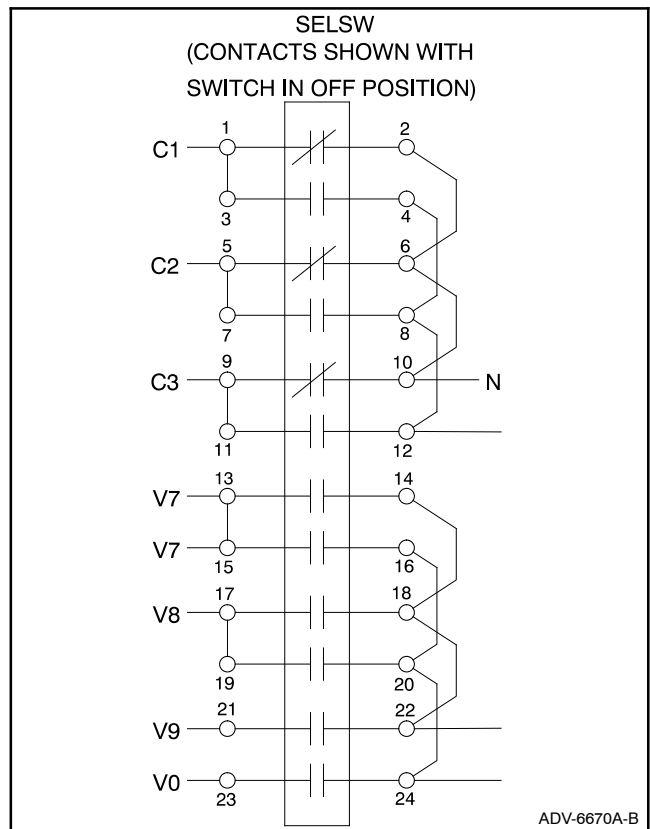 SELSW
(CONTACTS SHOWN WITH
SWITCH IN OFF POSITION)
C1 1 2
3 4
C2 5 6
7 8
C3 9 10 N
11 12
V7 13 14
V7 15 16
V8 17 18
19 20
V9 21 22
V0 23 24
ADV-6670A-B